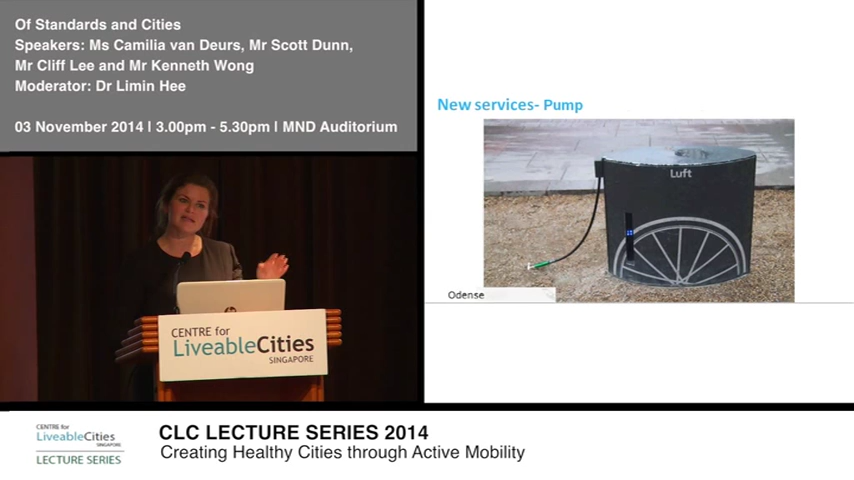 Of Standards and Cities
Speakers: Ms Camilia van Deurs, Mr Scott Dunn,
Mr Cliff Lee and Mr Kenneth Wong
Moderator: Dr Limin Hee
03 November 2014 | 3.00pm - 5.30pm | MND Auditorium
New services- Pump
Luft
Odense
CENTRE for
LiveableCities
SINGAPORE
CENTRE for
LiveableCities
SINGAPORE
LECTURE SERIES
CLC LECTURE SERIES 2014
Creating Healthy Cities through Active Mobility